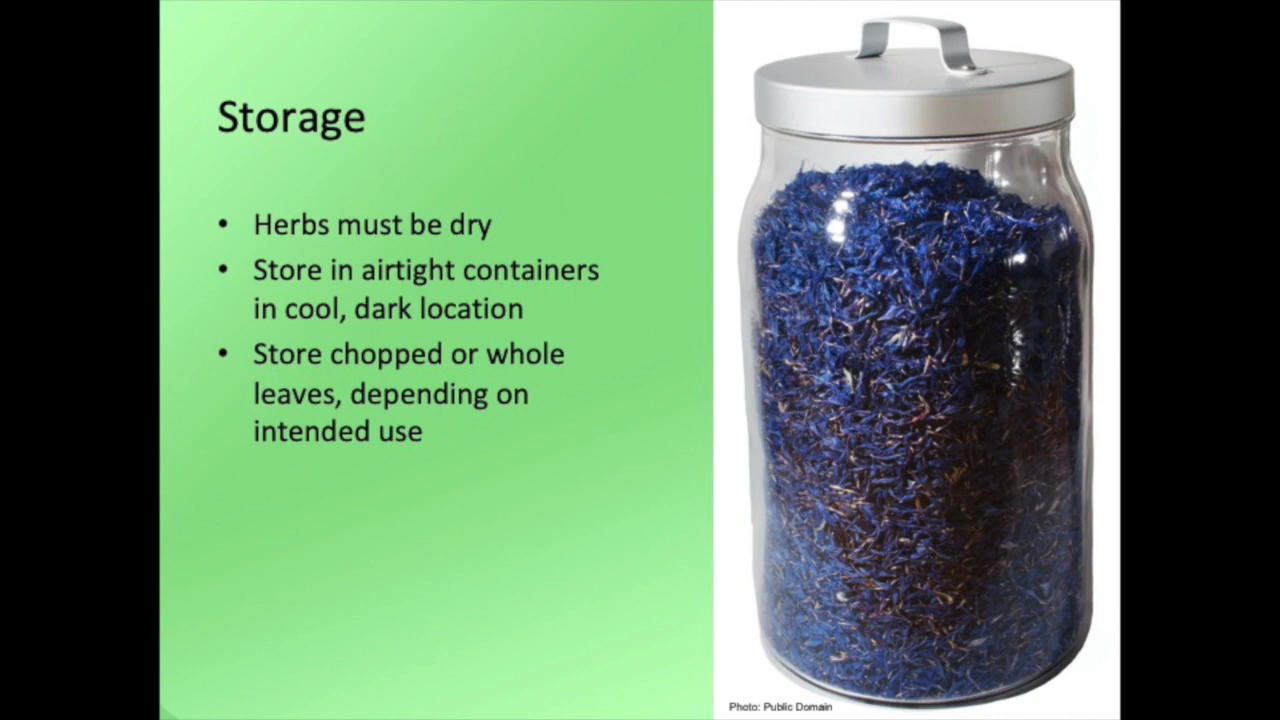 Storage
• Herbs must be dry
• Store in airtight containers
in cool, dark location
• Store chopped or whole
leaves, depending on
intended use
Photo: Public Domain